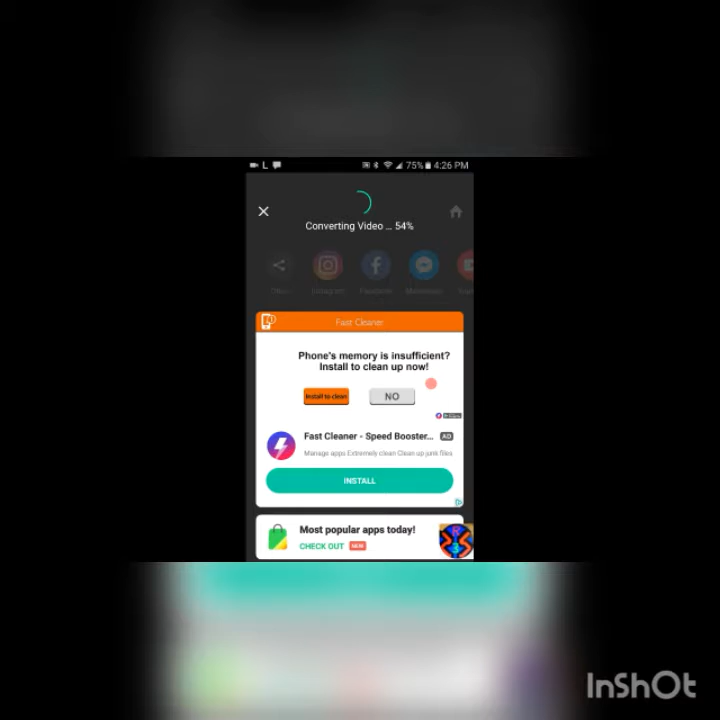 L
75% 4:26 PM
Converting Video ... 54%
Instagram
Facebook
Fast Cleaner
Phone's memory is insufficient?
Install to clean up now!
Install to clean
NO
Fast Cleaner - Speed Booster... AD
Manage apps Extremely clean Clean up junk files
INSTALL
Most popular apps today!
CHECK OUT NEW
InShOt